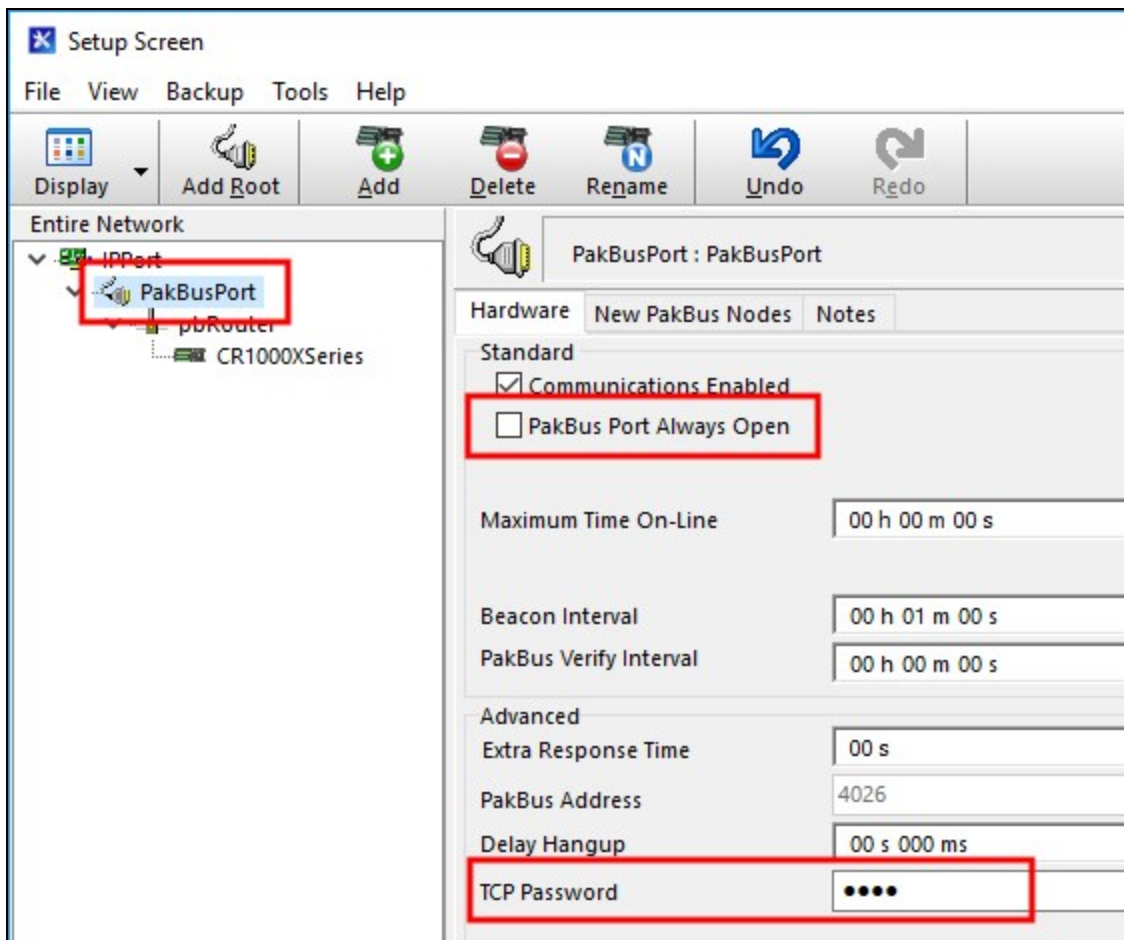 Setup Screen
File View Backup Tools Help
Display Add Root Add Delete Rename Undo Redo
Entire Network
IPPort
PakBusPort
pbRouter
CR1000XSeries
PakBusPort : PakBusPort
Hardware New PakBus Nodes Notes
Standard
Communications Enabled
PakBus Port Always Open
Maximum Time On-Line 00 h 00 m 00 s
Beacon Interval 00 h 01 m 00 s
PakBus Verify Interval 00 h 00 m 00 s
Advanced
Extra Response Time 00 s
PakBus Address 4026
Delay Hangup 00 s 000 ms
TCP Password ••••